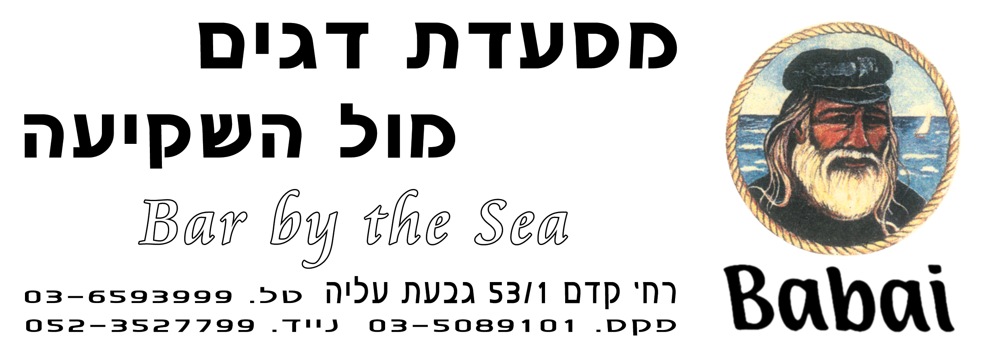 מסעדת דגים
מול השקיעה
Bar by the Sea
רח' קדם 53/1 גבעת עליה טל. 03-6593999
פקס. 03-5089101 נייד. 052-3527799
Babai